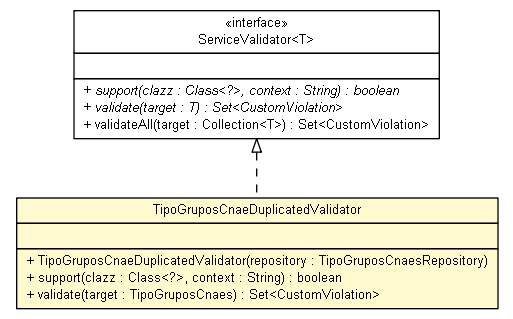 «interface»
ServiceValidator<T>
+ support(clazz : Class<?>, context : String) : boolean
+ validate(target : T) : Set<CustomViolation>
+ validateAll(target : Collection<T>) : Set<CustomViolation>
TipoGruposCnaeDuplicatedValidator
+ TipoGruposCnaeDuplicatedValidator(repository : TipoGruposCnaesRepository)
+ support(clazz : Class<?>, context : String) : boolean
+ validate(target : TipoGruposCnaes) : Set<CustomViolation>